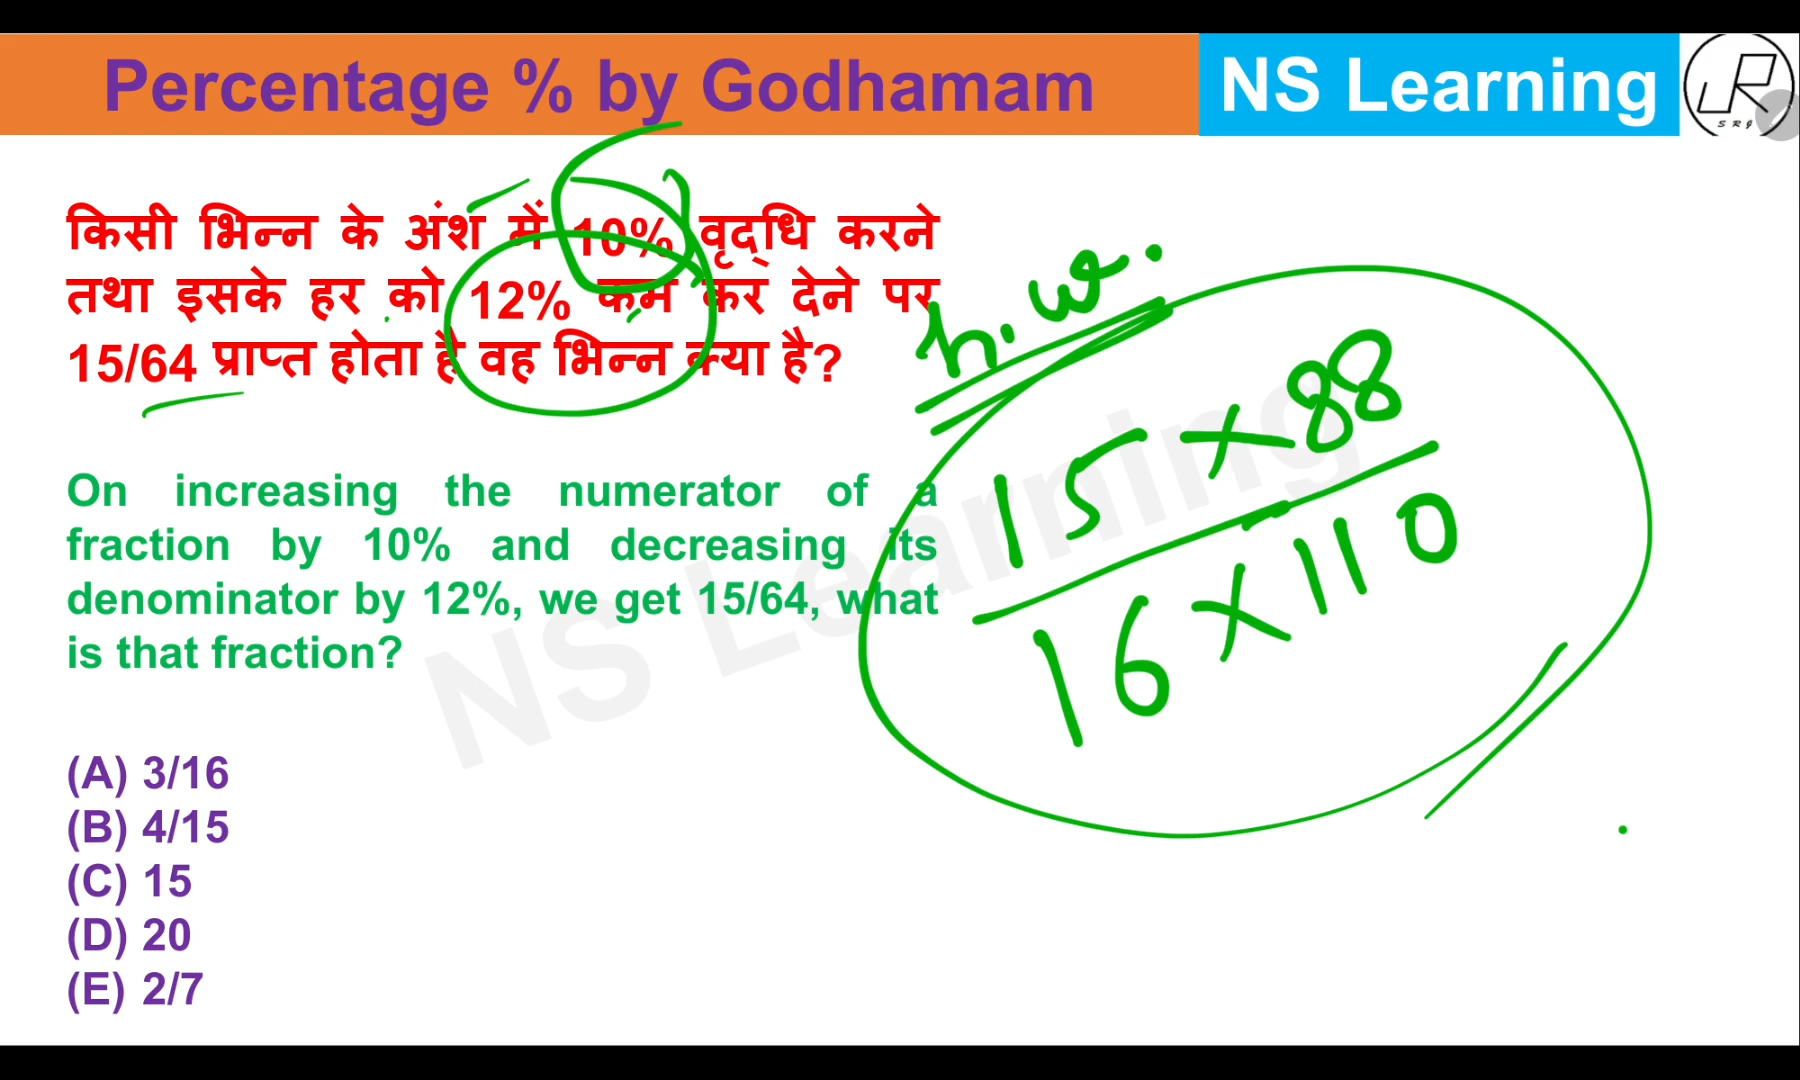 Percentage % by Godhamam
NS Learning
S R J
किसी भिन्न के अंश में 10% वृद्धि करने
तथा इसके हर को 12% कम कर देने पर
15/64 प्राप्त होता है वह भिन्न क्या है?
h.w.
15 × 88
16 × 110
On increasing the numerator of a
fraction by 10% and decreasing its
denominator by 12%, we get 15/64, what
is that fraction?
NS Learning
(A) 3/16
(B) 4/15
(C) 15
(D) 20
(E) 2/7